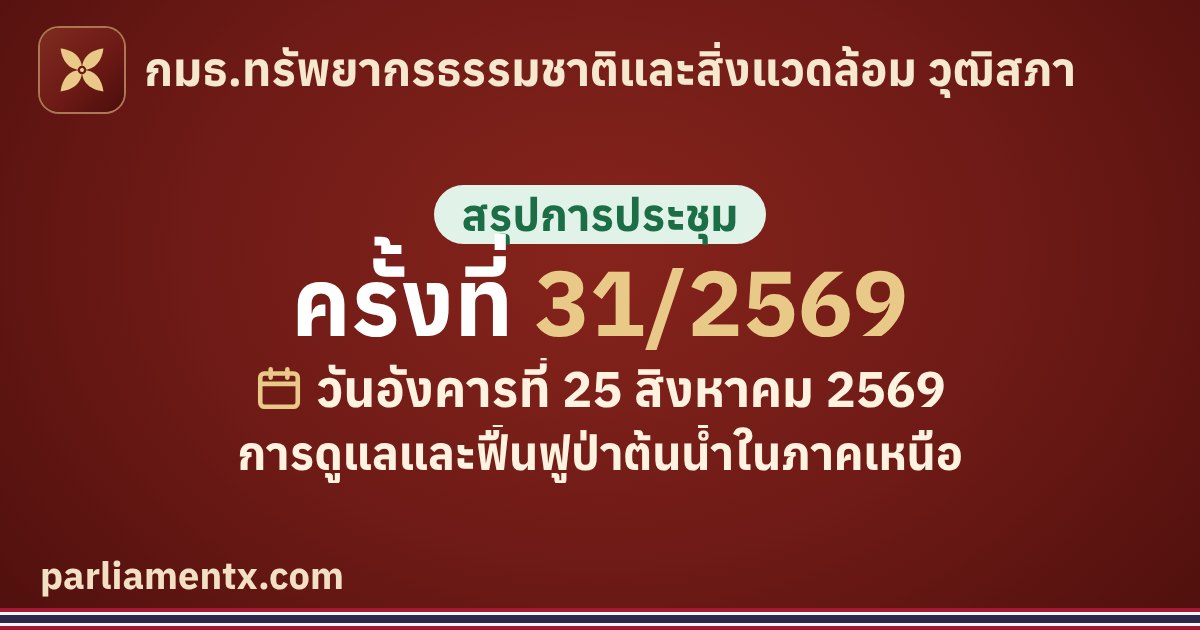 กมธ.ทรัพยากรธรรมชาติและสิ่งแวดล้อม วุฒิสภา
สรุปการประชุม
ครั้งที่ 31/2569
วันอังคารที่ 25 สิงหาคม 2569
การดูแลและฟื้นฟูป่าต้นน้ำในภาคเหนือ
parliamentx.com